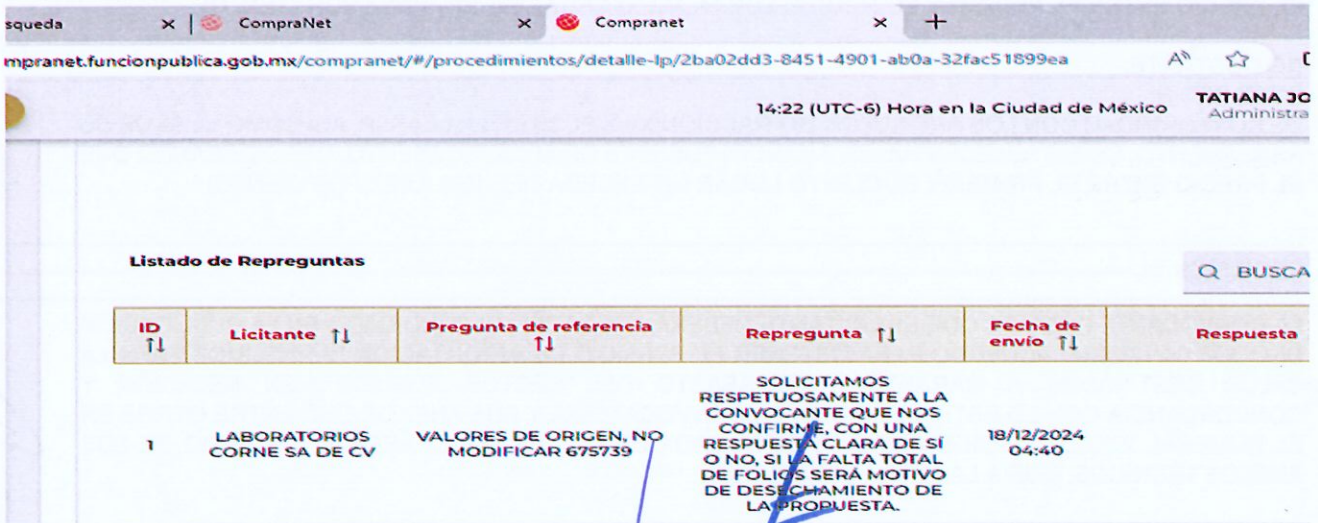 squeda
CompraNet
Compranet
mpranet.funcionpublica.gob.mx/compranet/#/procedimientos/detalle-lp/2ba02dd3-8451-4901-ab0a-32fac51899ea
14:22 (UTC-6) Hora en la Ciudad de México
TATIANA JO
Administra
Listado de Repreguntas
BUSCA
ID
Licitante
Pregunta de referencia
Repregunta
Fecha de
envío
Respuesta
1
LABORATORIOS
CORNE SA DE CV
VALORES DE ORIGEN, NO
MODIFICAR 675739
SOLICITAMOS
RESPETUOSAMENTE A LA
CONVOCANTE QUE NOS
CONFIRME, CON UNA
RESPUESTA CLARA DE SÍ
O NO, SI LA FALTA TOTAL
DE FOLIOS SERÁ MOTIVO
DE DESECHAMIENTO DE
LA PROPUESTA.
18/12/2024
04:40